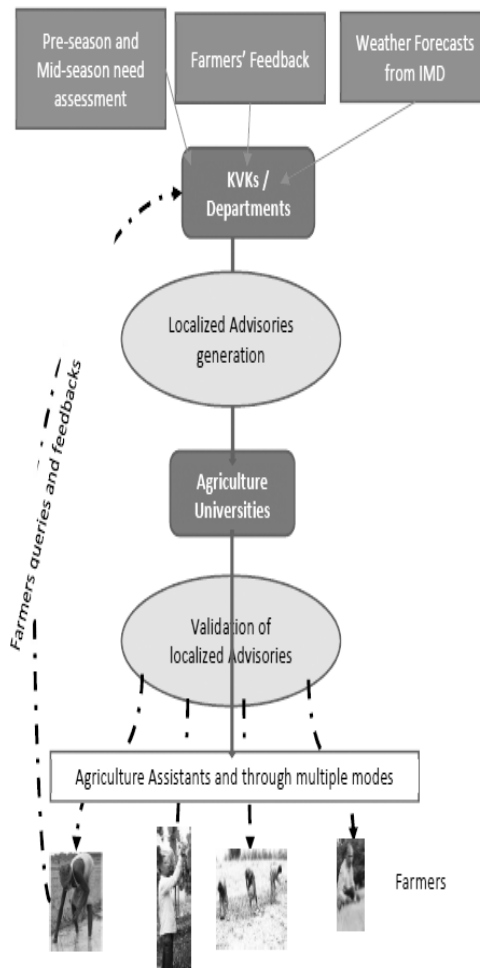 Pre-season and
Mid-season need
assessment
Farmers' Feedback
Weather Forecasts
from IMD
KVKs /
Departments
Localized Advisories
generation
Farmers queries and feedbacks
Agriculture
Universities
Validation of
localized Advisories
Agriculture Assistants and through multiple modes
Farmers